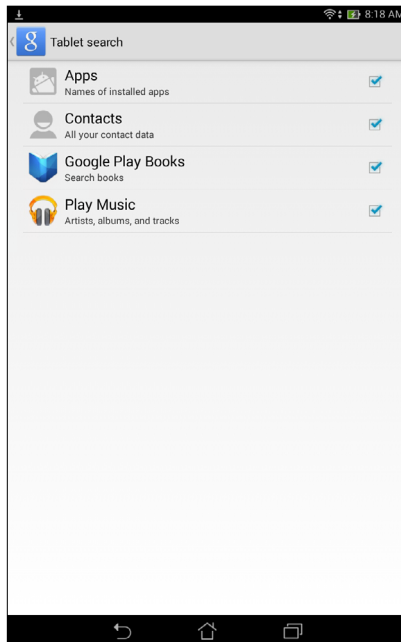 8:18 AM
Tablet search
Apps
Names of installed apps
Contacts
All your contact data
Google Play Books
Search books
Play Music
Artists, albums, and tracks